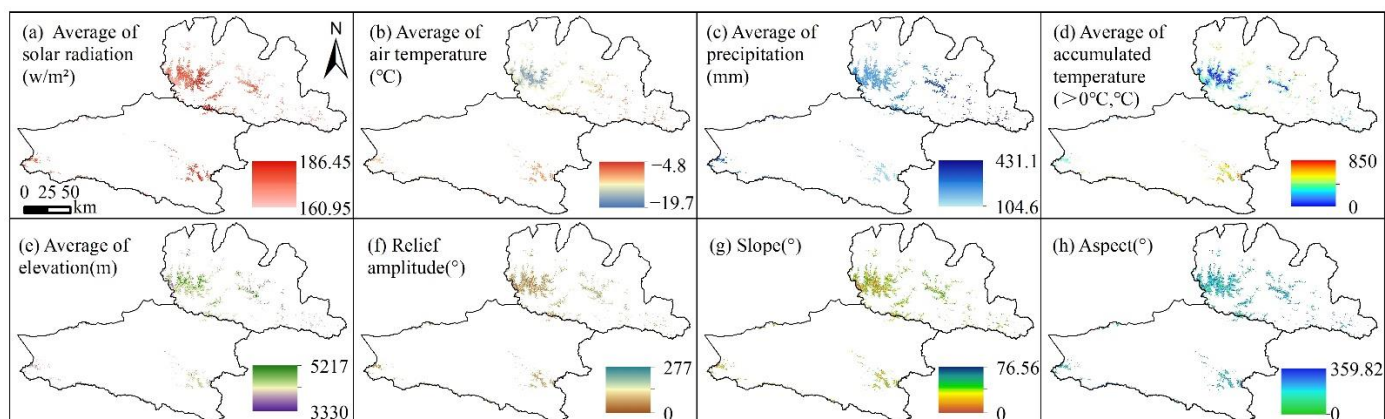 (a) Average of
solar radiation
(w/m²)
N
186.45
160.95
0 25 50
km
(b) Average of
air temperature
(℃)
−4.8
−19.7
(c) Average of
precipitation
(mm)
431.1
104.6
(d) Average of
accumulated
temperature
(＞0℃,℃)
850
0
(e) Average of
elevation(m)
5217
3330
(f) Relief
amplitude(°)
277
0
(g) Slope(°)
76.56
0
(h) Aspect(°)
359.82
0